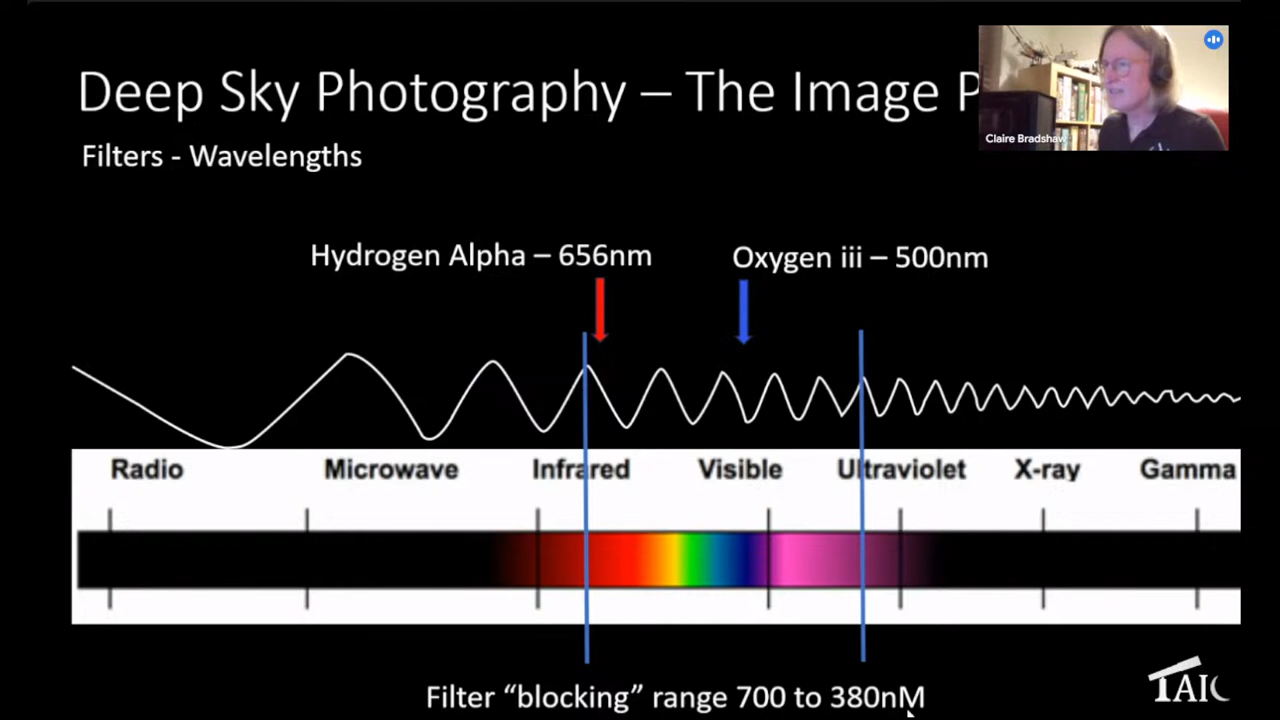 Deep Sky Photography – The Image P
Claire Bradshaw
Filters - Wavelengths
Hydrogen Alpha – 656nm
Oxygen iii – 500nm
Radio Microwave Infrared Visible Ultraviolet X-ray Gamma
Filter “blocking” range 700 to 380nM
TAIC